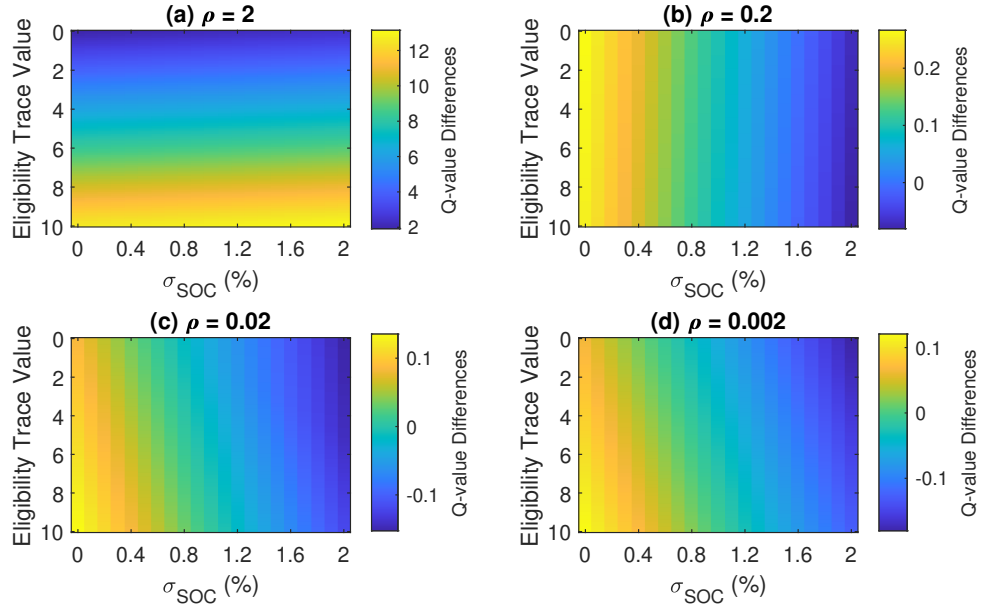 (a) ρ = 2
Eligibility Trace Value
0
2
4
6
8
10
0 0.4 0.8 1.2 1.6 2
σSOC (%)
12
10
8
6
4
2
Q-value Differences
(b) ρ = 0.2
Eligibility Trace Value
0
2
4
6
8
10
0 0.4 0.8 1.2 1.6 2
σSOC (%)
0.2
0.1
0
Q-value Differences
(c) ρ = 0.02
Eligibility Trace Value
0
2
4
6
8
10
0 0.4 0.8 1.2 1.6 2
σSOC (%)
0.1
0
-0.1
Q-value Differences
(d) ρ = 0.002
Eligibility Trace Value
0
2
4
6
8
10
0 0.4 0.8 1.2 1.6 2
σSOC (%)
0.1
0
-0.1
Q-value Differences